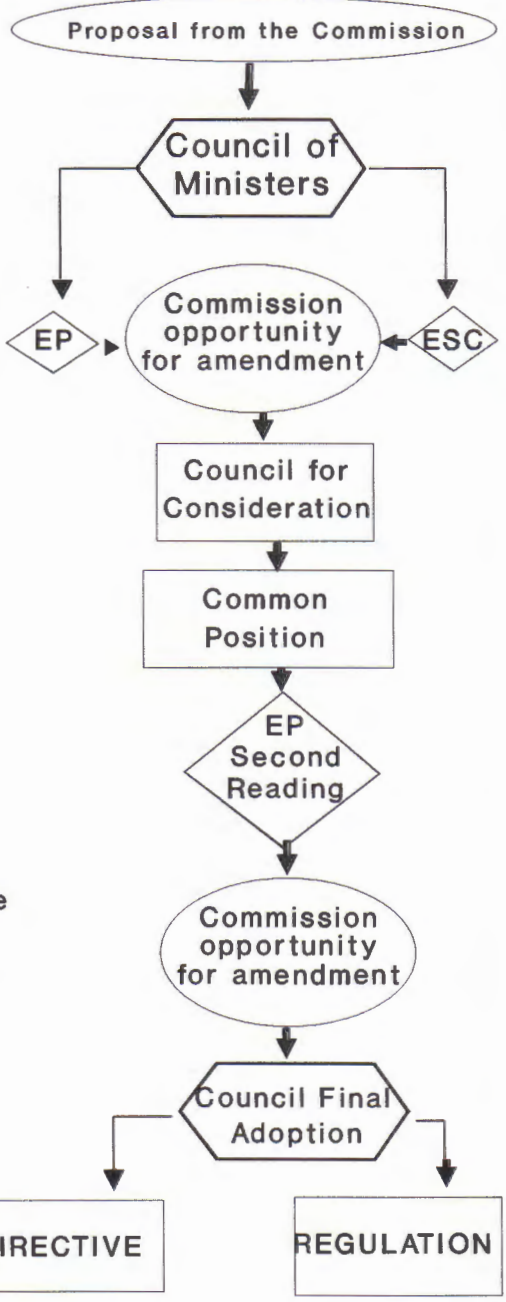 Proposal from the Commission
Council of
Ministers
EP
Commission
opportunity
for amendment
ESC
Council for
Consideration
Common
Position
EP
Second
Reading
e
Commission
opportunity
for amendment
Council Final
Adoption
IRECTIVE
REGULATION